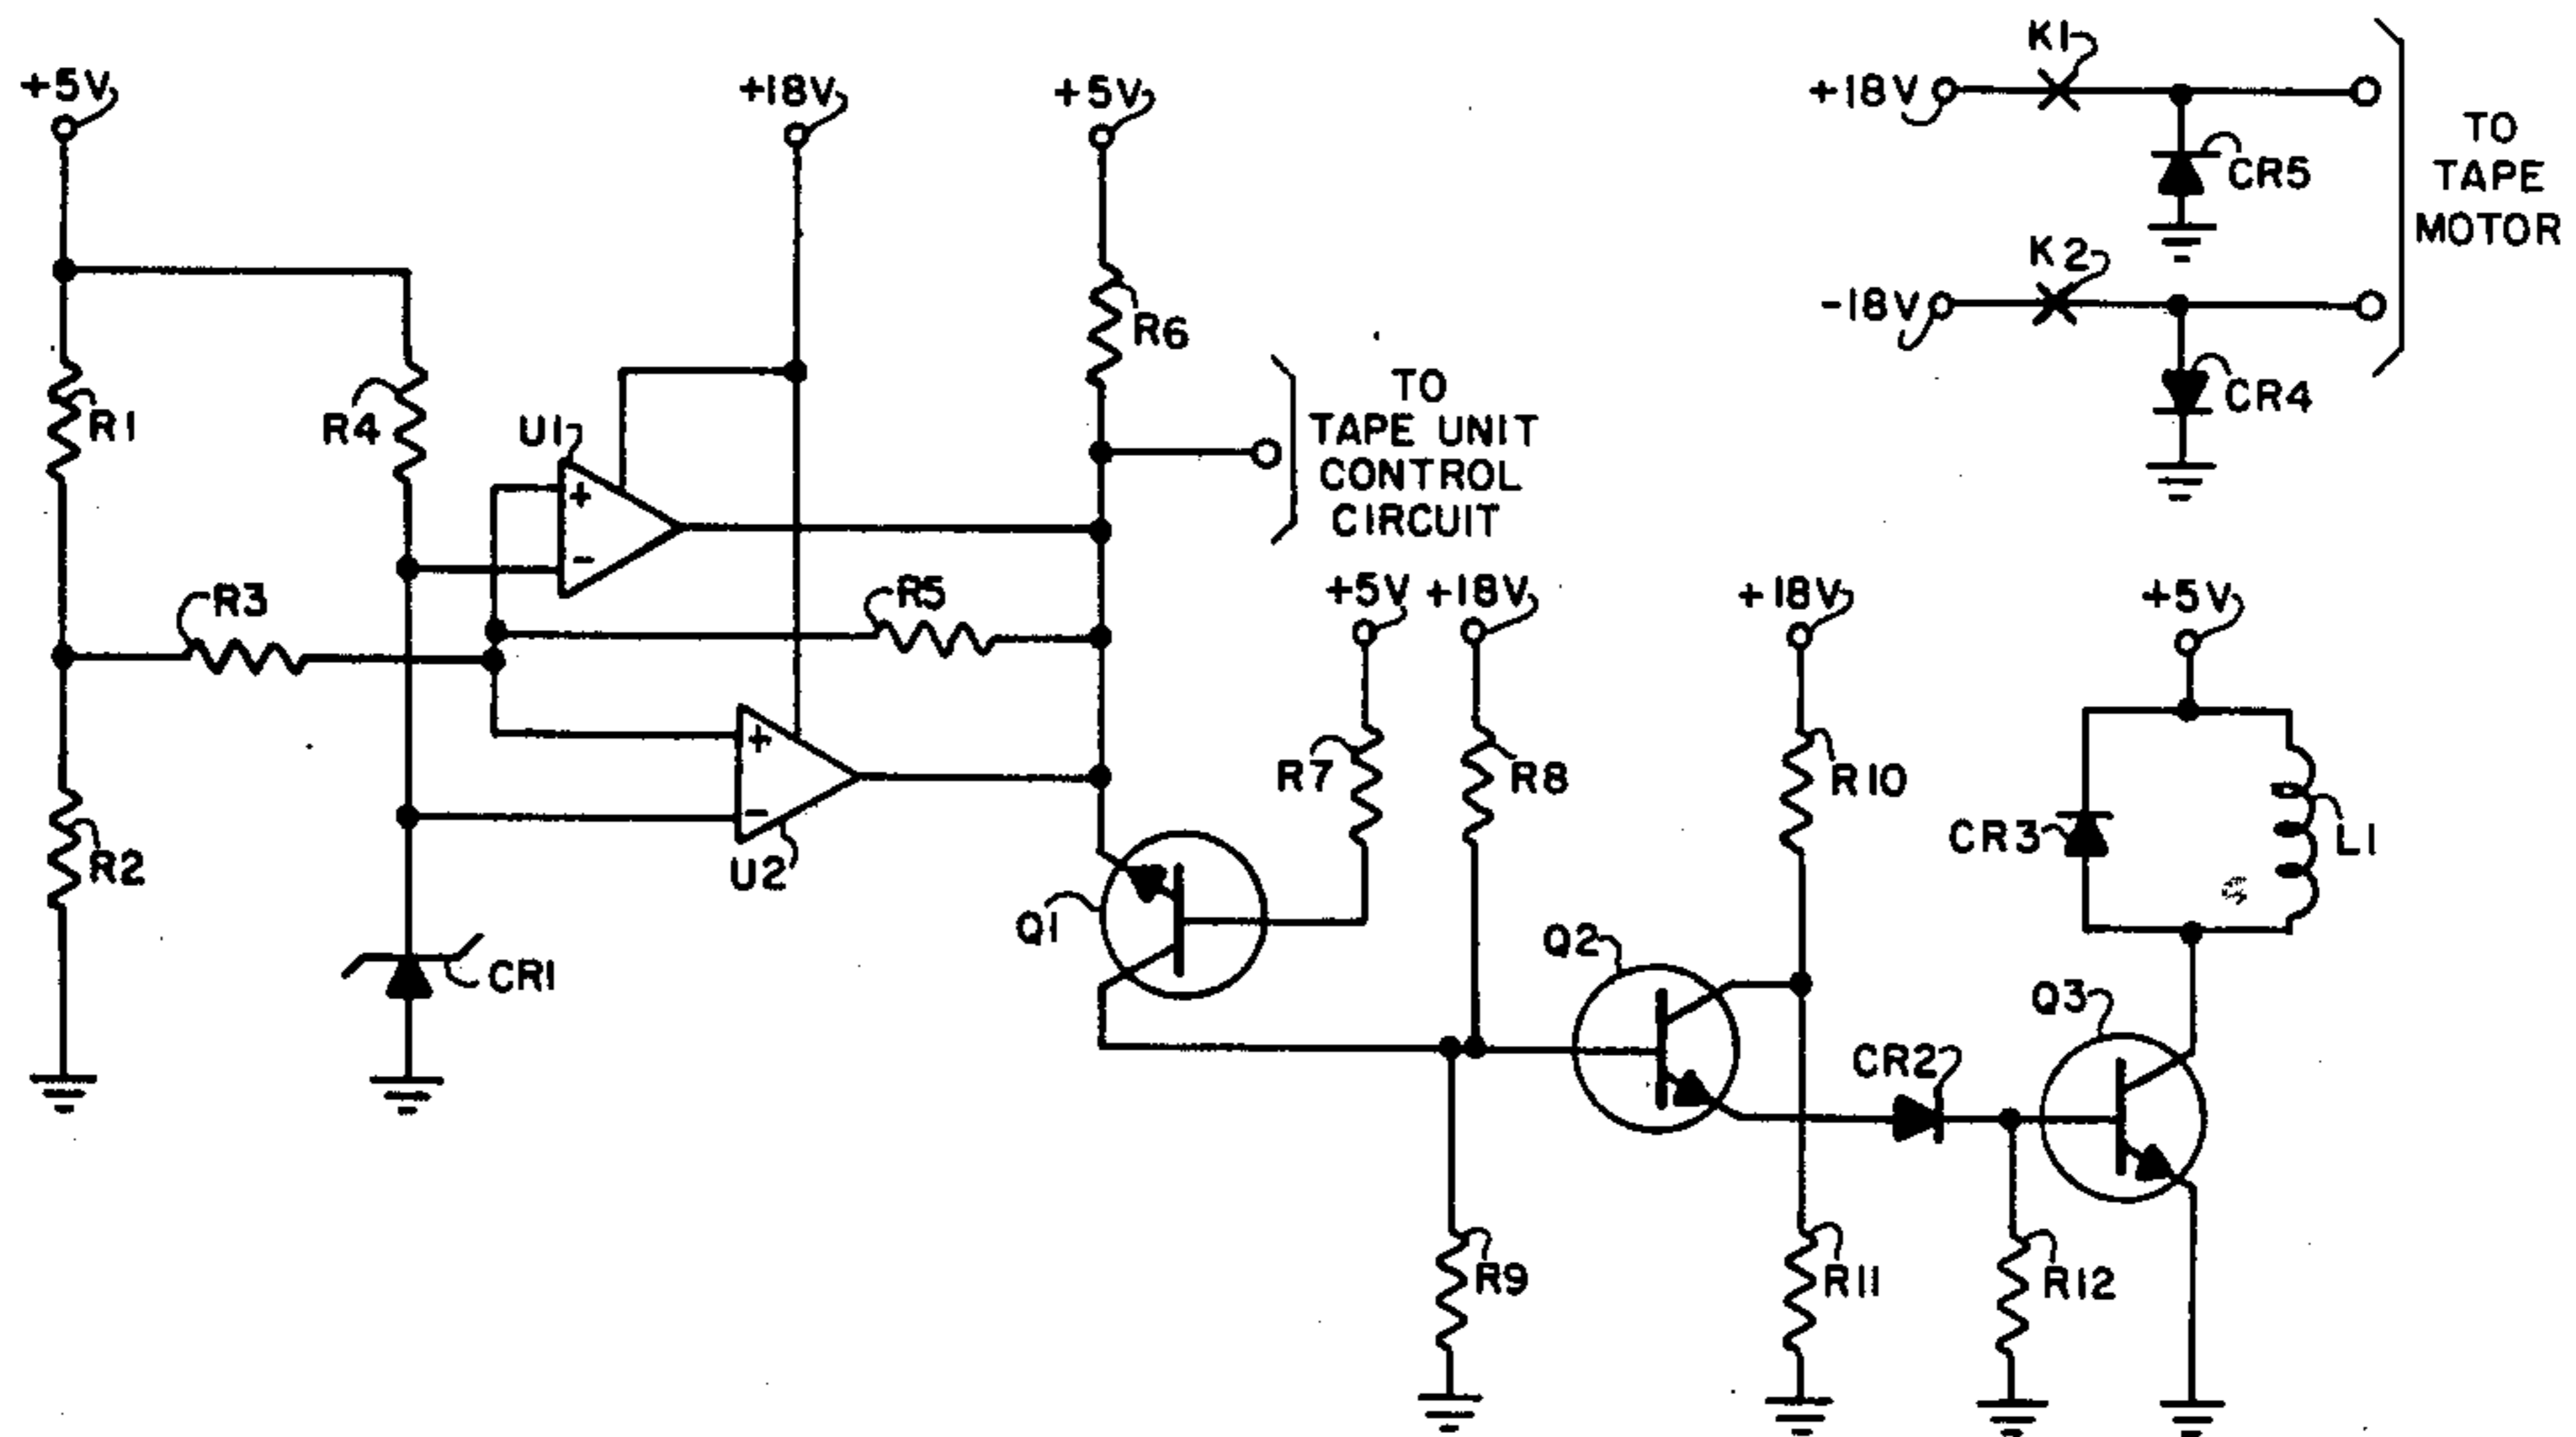 +5V
+18V
+5V
K1
+18V
CR5
TO
TAPE
MOTOR
K2
-18V
CR4
R1
R4
U1
R6
TO
TAPE UNIT
CONTROL
CIRCUIT
R3
R5
+5V
+18V
+18V
+5V
+
-
R2
+
-
U2
R7
R8
R10
CR3
L1
Q1
CR1
Q2
CR2
Q3
R9
R11
R12